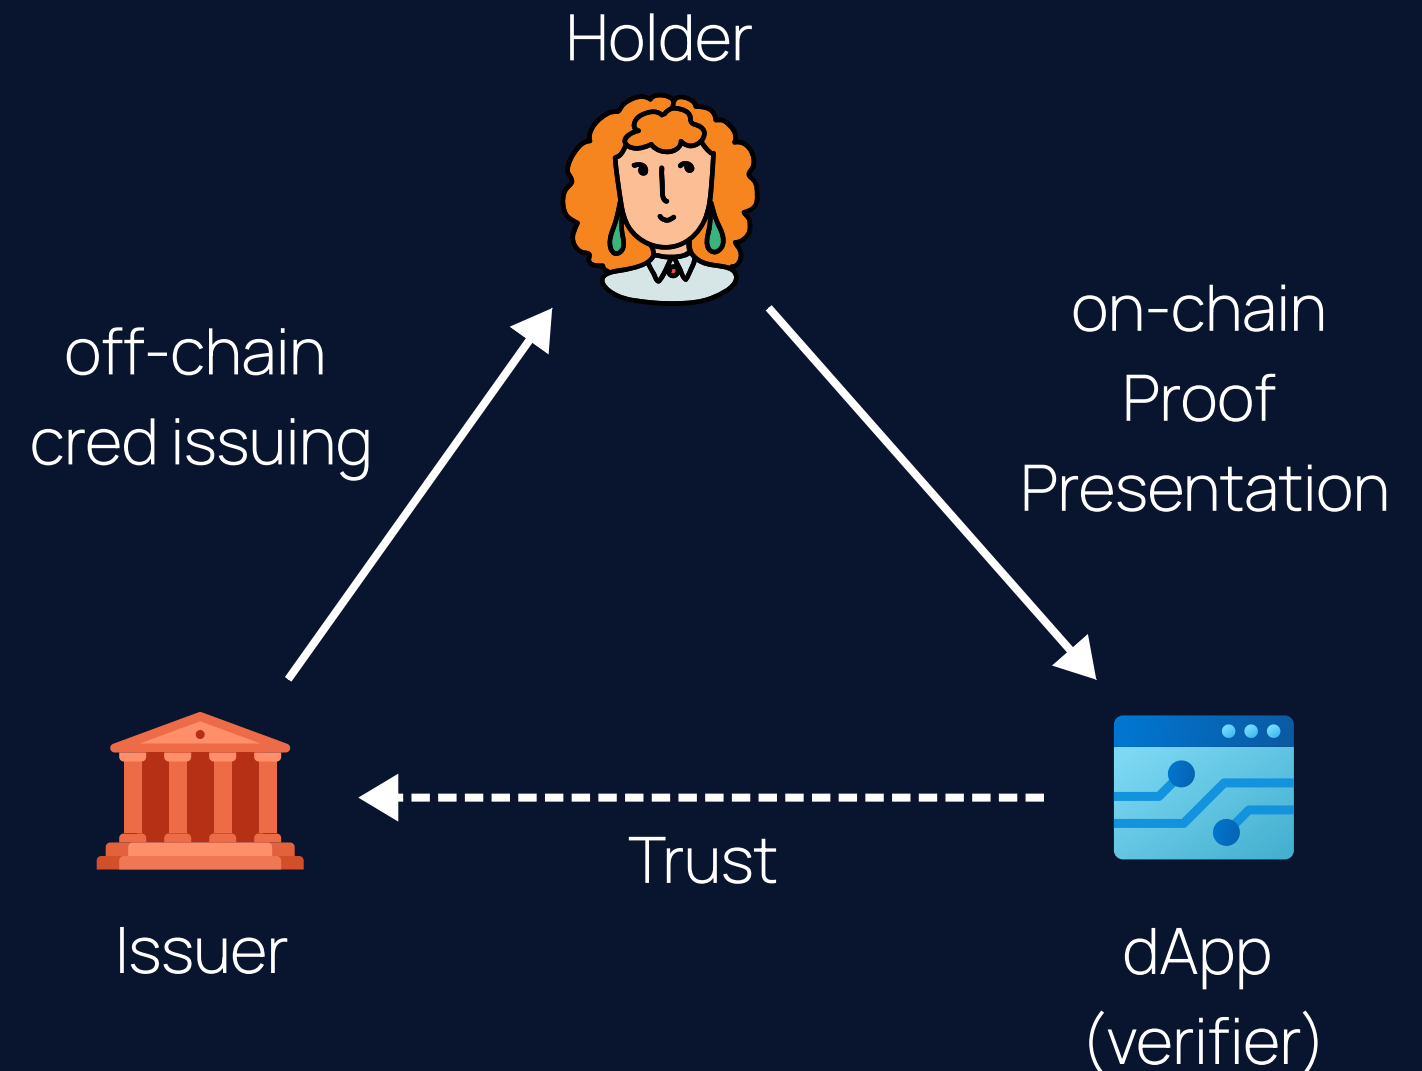 Holder
off-chain
cred issuing
on-chain
Proof
Presentation
Trust
Issuer
dApp
(verifier)